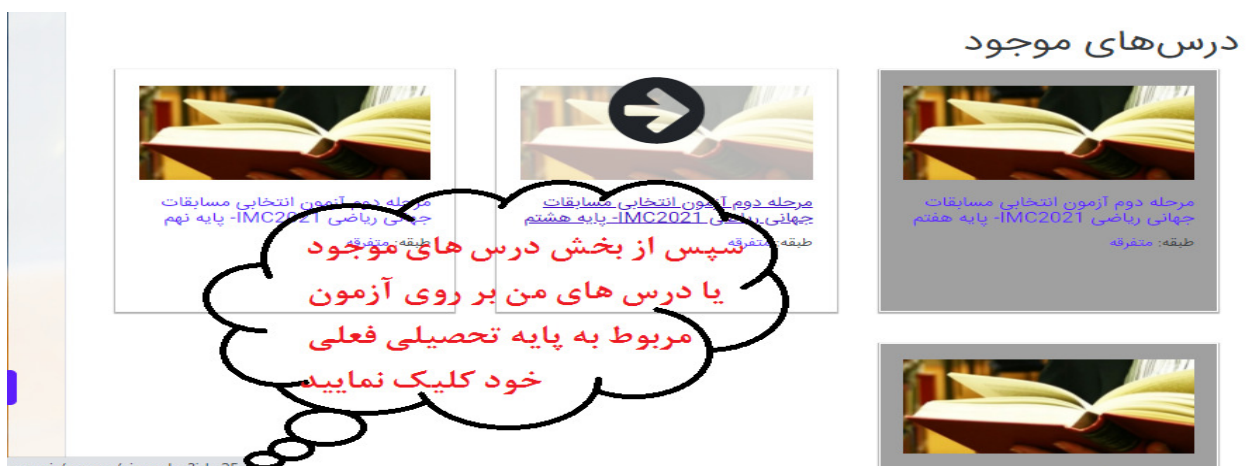 درس‌های موجود
مرحله دوم آزمون انتخابی مسابقات
جهانی ریاضی IMC2021- پایه هفتم
طبقه: متفرقه
مرحله دوم آزمون انتخابی مسابقات
جهانی ریاضی IMC2021- پایه هشتم
طبقه: متفرقه
مرحله دوم آزمون انتخابی مسابقات
جهانی ریاضی IMC2021- پایه نهم
طبقه: متفرقه
سپس از بخش درس های موجود
یا درس های من بر روی آزمون
مربوط به پایه تحصیلی فعلی
خود کلیک نمایید